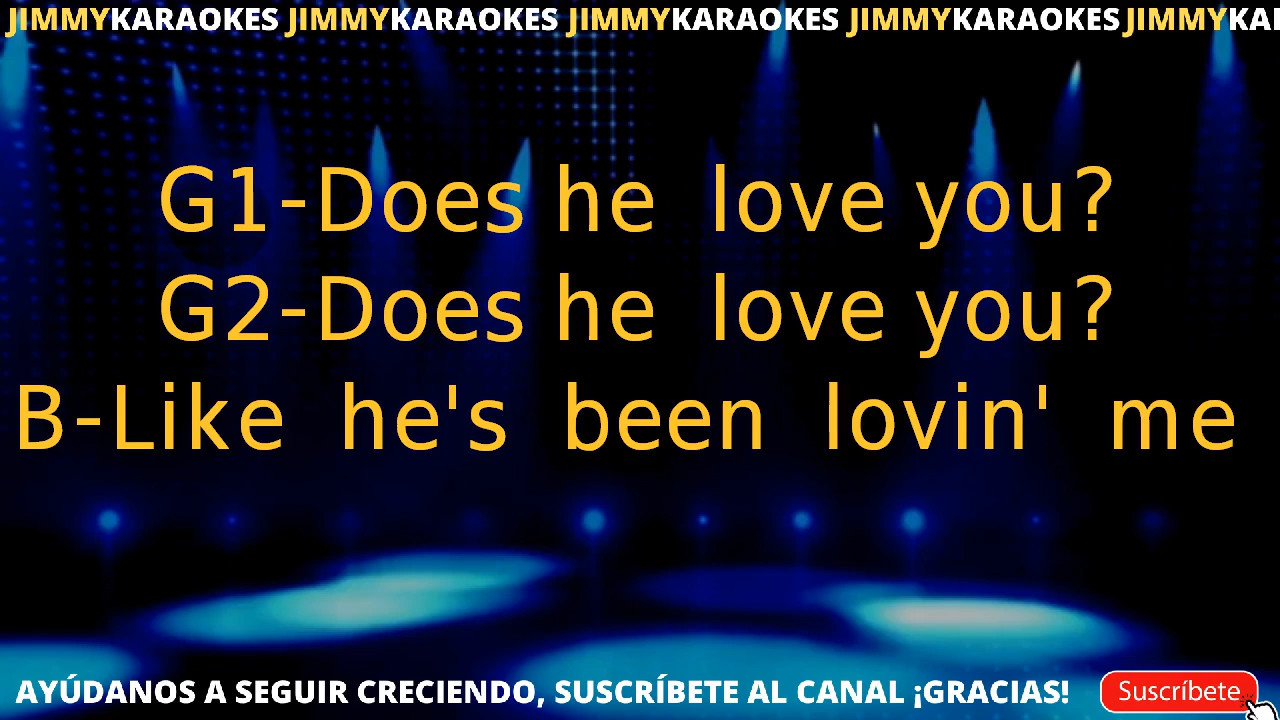 JIMMYKARAOKES JIMMYKARAOKES JIMMYKARAOKES JIMMYKARAOKES JIMMYKAI
G1-Does he love you?
G2-Does he love you?
B-Like he's been lovin' me
AYÚDANOS A SEGUIR CRECIENDO, SUSCRÍBETE AL CANAL ¡GRACIAS! Suscríbete